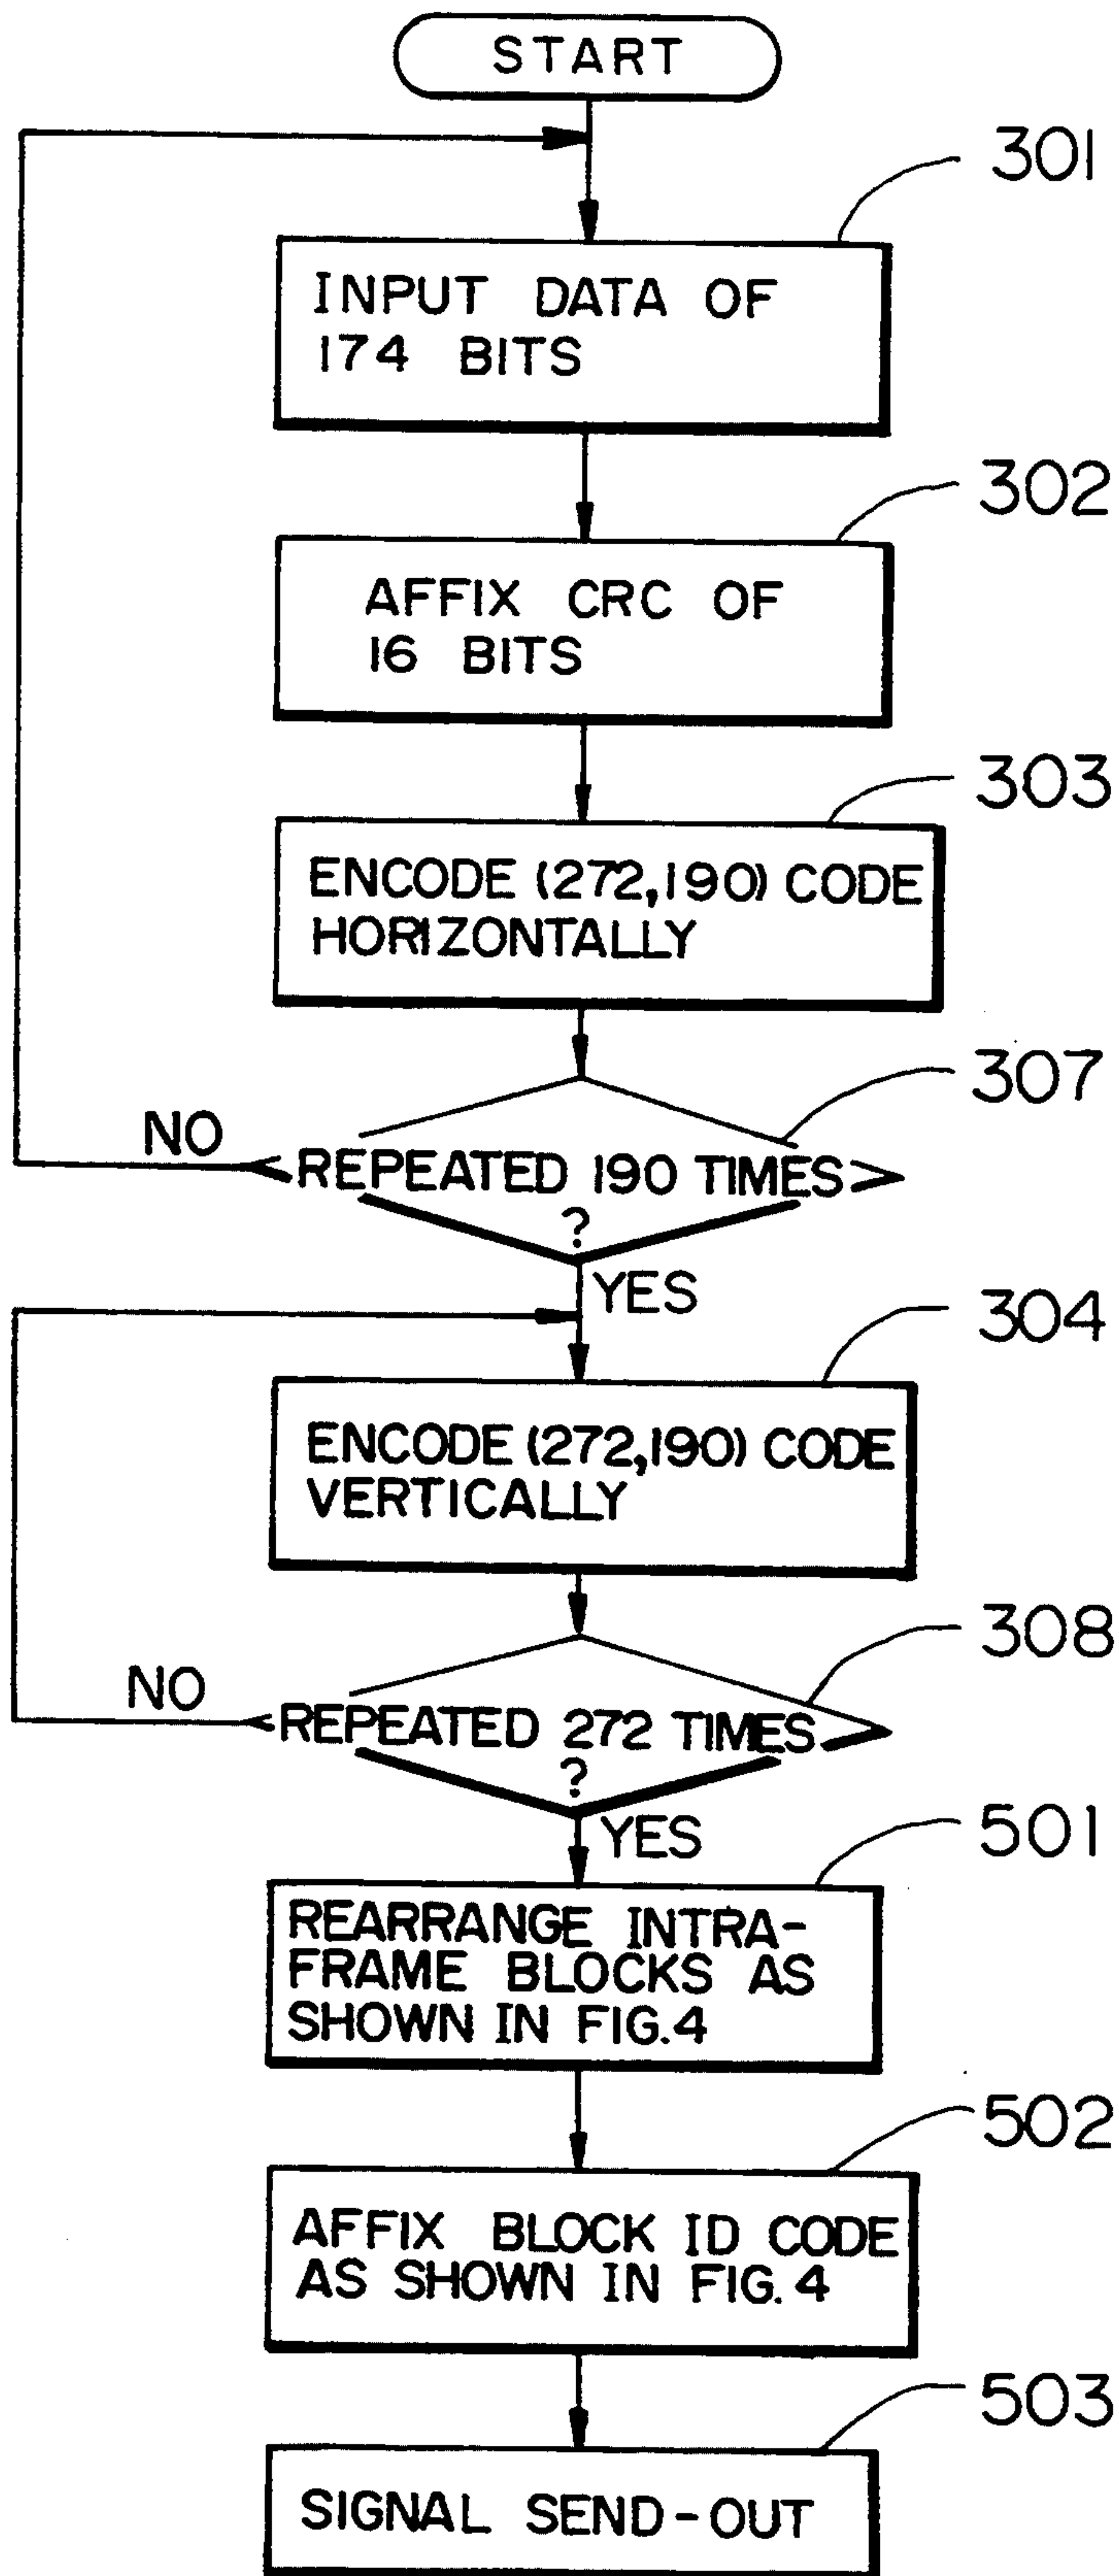 START
301
INPUT DATA OF
174 BITS
302
AFFIX CRC OF
16 BITS
303
ENCODE (272,190) CODE
HORIZONTALLY
307
NO
REPEATED 190 TIMES
?
YES
304
ENCODE (272,190) CODE
VERTICALLY
308
NO
REPEATED 272 TIMES
?
YES
501
REARRANGE INTRA-
FRAME BLOCKS AS
SHOWN IN FIG.4
502
AFFIX BLOCK ID CODE
AS SHOWN IN FIG.4
503
SIGNAL SEND-OUT